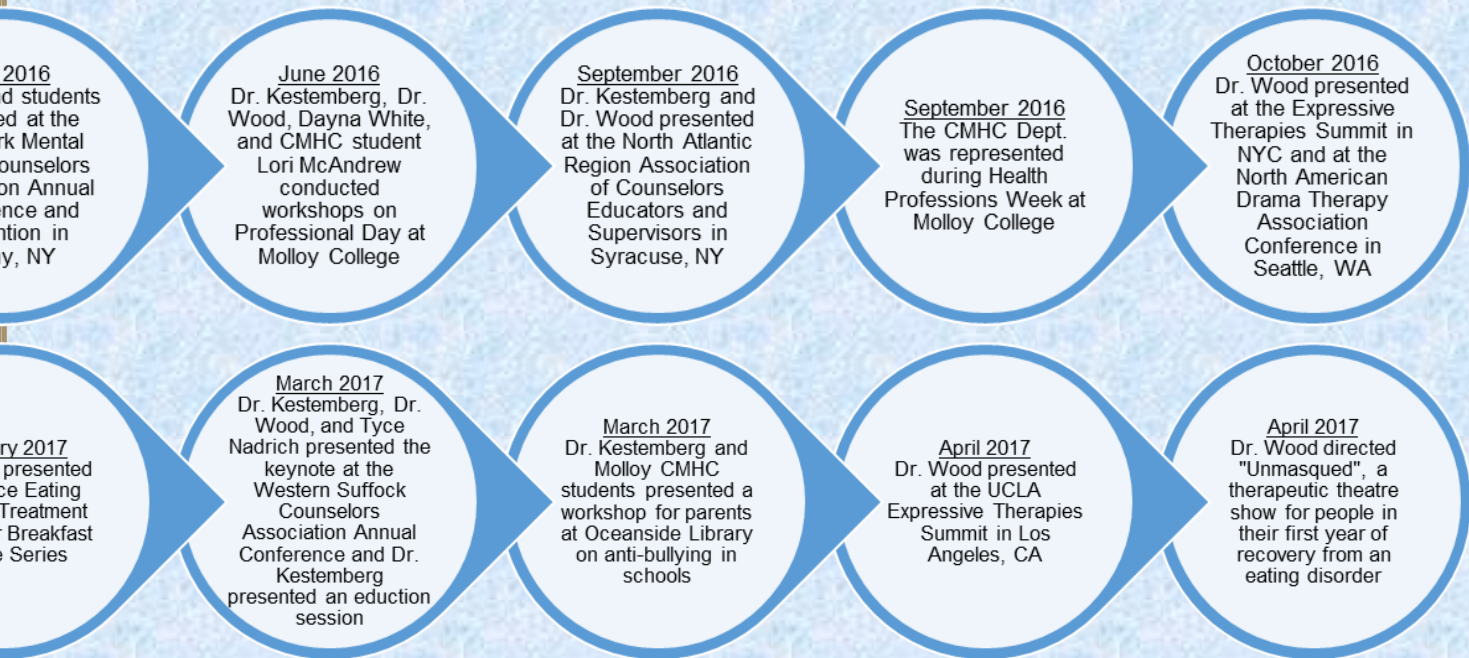 2016
students
at the
Mental
on Annual
and
in
NY
June 2016
Dr. Kestemberg, Dr.
Wood, Dayna White,
and CMHC student
Lori McAndrew
conducted
workshops on
Professional Day at
Molloy College
September 2016
Dr. Kestemberg and
Dr. Wood presented
at the North Atlantic
Region Association
of Counselors
Educators and
Supervisors in
Syracuse, NY
September 2016
The CMHC Dept.
was represented
during Health
Professions Week at
Molloy College
October 2016
Dr. Wood presented
at the Expressive
Therapies Summit in
NYC and at the
North American
Drama Therapy
Association
Conference in
Seattle, WA
2017
presented
Eating
Treatment
Breakfast
Series
March 2017
Dr. Kestemberg, Dr.
Wood, and Tyce
Nadrich presented the
keynote at the
Western Suffock
Counselors
Association Annual
Conference and Dr.
Kestemberg
presented an eduction
session
March 2017
Dr. Kestemberg and
Molloy CMHC
students presented a
workshop for parents
at Oceanside Library
on anti-bullying in
schools
April 2017
Dr. Wood presented
at the UCLA
Expressive Therapies
Summit in Los
Angeles, CA
April 2017
Dr. Wood directed
"Unmasqued", a
therapeutic theatre
show for people in
their first year of
recovery from an
eating disorder